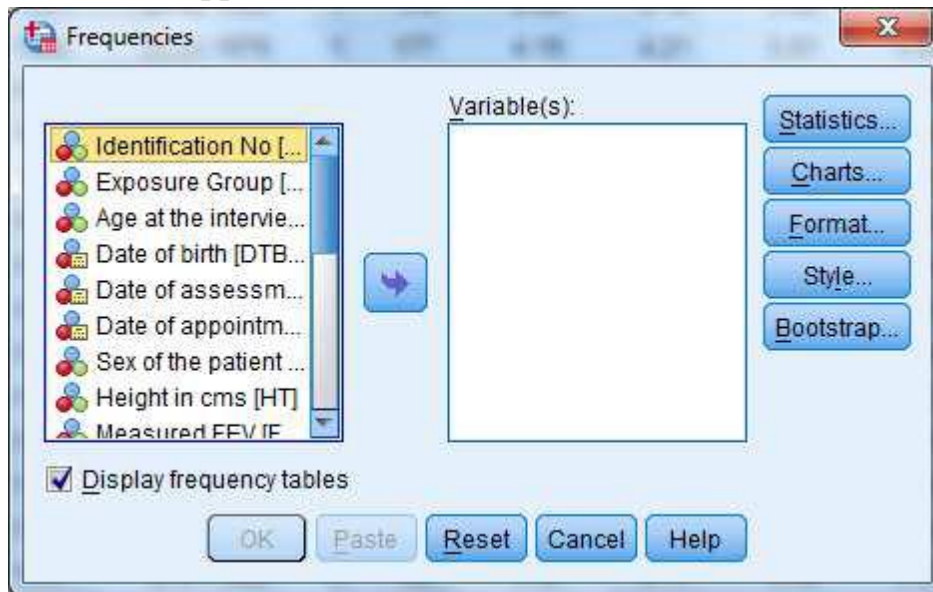 Frequencies
Variable(s):
Identification No [...
Exposure Group [...
Age at the intervie...
Date of birth [DTB...
Date of assessm...
Date of appointm...
Sex of the patient ...
Height in cms [HT]
Measured FEV [F
Statistics...
Charts...
Format...
Style...
Bootstrap...
Display frequency tables
OK Paste Reset Cancel Help